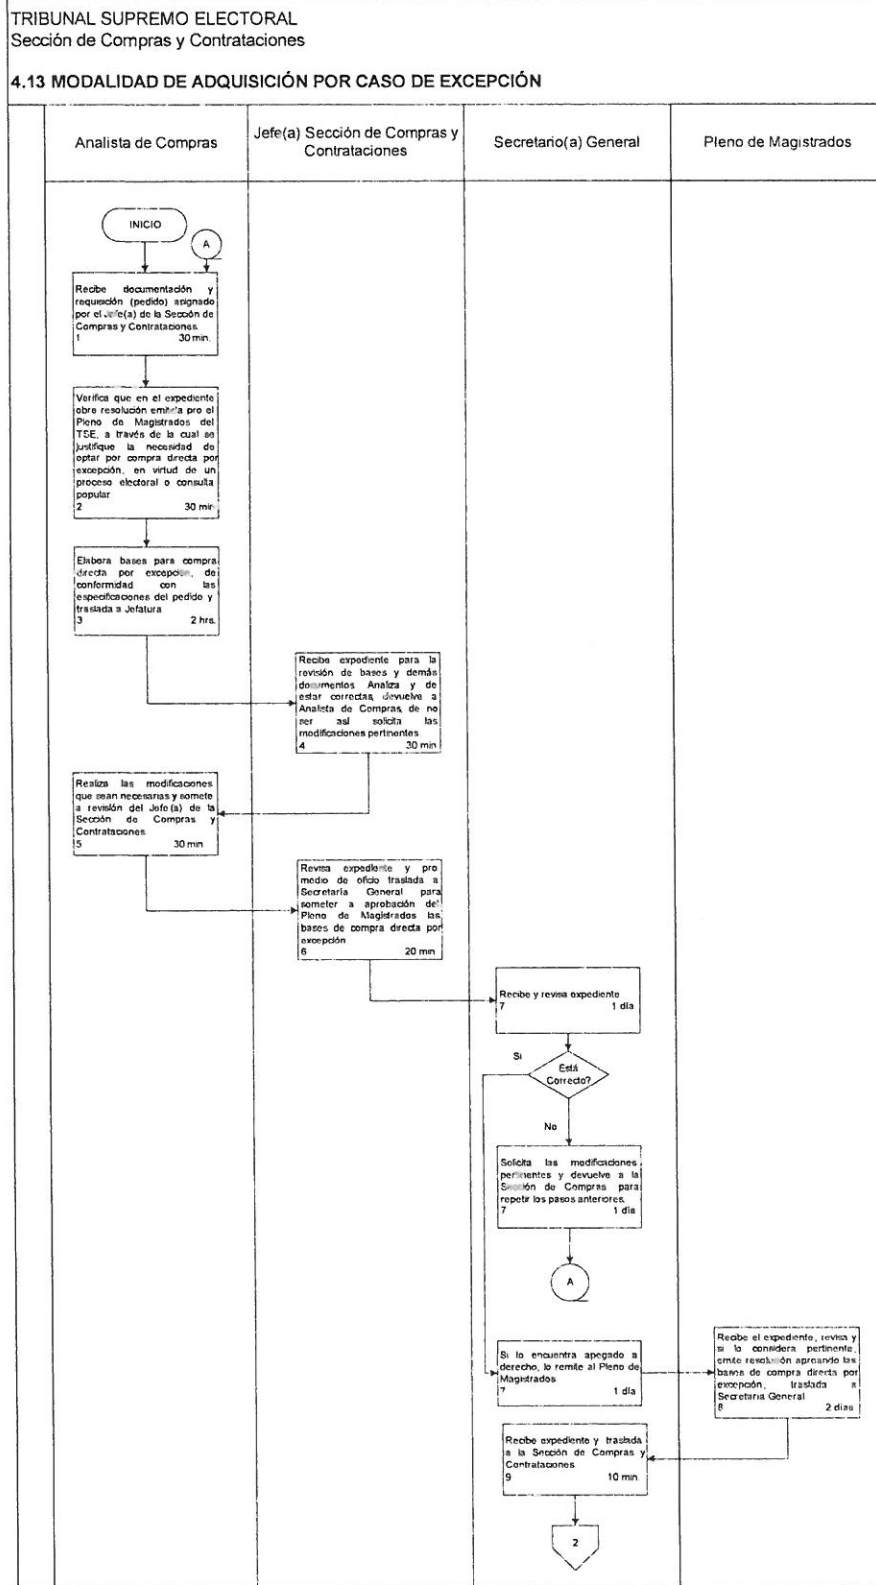 TRIBUNAL SUPREMO ELECTORAL
Sección de Compras y Contrataciones
4.13 MODALIDAD DE ADQUISICIÓN POR CASO DE EXCEPCIÓN
Analista de Compras
Jefe(a) Sección de Compras y
Contrataciones
Secretario(a) General
Pleno de Magistrados
INICIO
A
Recibe documentación y
requisición (pedido) asignado
por el Jefe(a) de la Sección de
Compras y Contrataciones
1 30 min.
Verifica que en el expediente
obre resolución emitida pro el
Pleno de Magistrados del
TSE, a través de la cual se
justifique la necesidad de
optar por compra directa por
excepción, en virtud de un
proceso electoral o consulta
popular
2 30 min
Elabora bases para compra
directa por excepción, de
conformidad con las
especificaciones del pedido y
traslada a Jefatura
3 2 hrs.
Recibe expediente para la
revisión de bases y demás
documentos Analiza y de
estar correctas, devuelve a
Analista de Compras, de no
ser así solicita las
modificaciones pertinentes
4 30 min
Realiza las modificaciones
que sean necesarias y somete
a revisión del Jefe(a) de la
Sección de Compras y
Contrataciones
5 30 min
Revisa expediente y pro
medio de oficio traslada a
Secretaría General para
someter a aprobación del
Pleno de Magistrados las
bases de compra directa por
excepción
6 20 min
Recibe y revisa expediente
7 1 día
Si
Está
Correcto?
No
Solicita las modificaciones
pertinentes y devuelve a la
Sección de Compras para
repetir los pasos anteriores.
7 1 día
A
Si lo encuentra apegado a
derecho, lo remite al Pleno de
Magistrados
7 1 día
Recibe el expediente, revisa y
si lo considera pertinente,
emite resolución aproando las
bases de compra directa por
excepción, traslada a
Secretaria General
8 2 días
Recibe expediente y traslada
a la Sección de Compras y
Contrataciones
9 10 min.
2